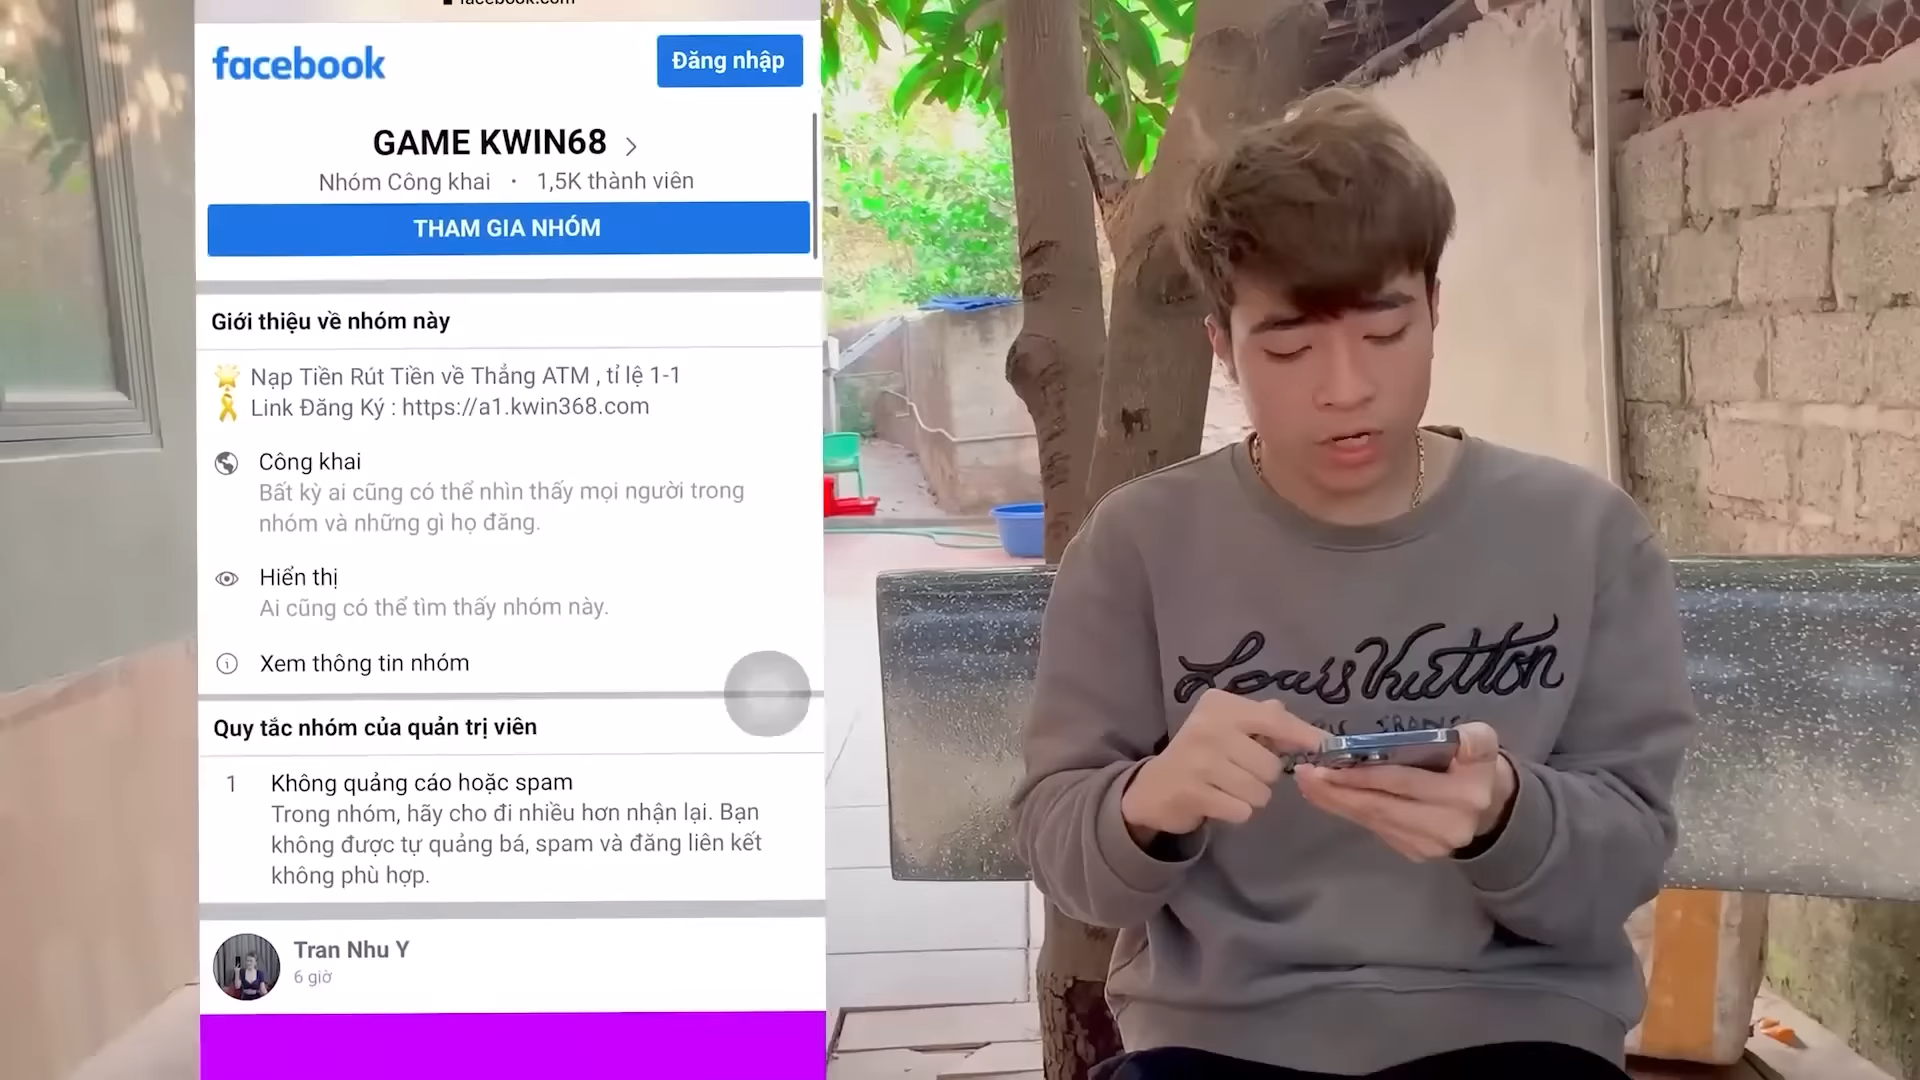 facebook.com
facebook
Đăng nhập
GAME KWIN68
Nhóm Công khai · 1,5K thành viên
THAM GIA NHÓM
Giới thiệu về nhóm này
Nạp Tiền Rút Tiền về Thẳng ATM , tỉ lệ 1-1
Link Đăng Ký : https://a1.kwin368.com
Công khai
Bất kỳ ai cũng có thể nhìn thấy mọi người trong
nhóm và những gì họ đăng.
Hiển thị
Ai cũng có thể tìm thấy nhóm này.
Xem thông tin nhóm
Quy tắc nhóm của quản trị viên
1 Không quảng cáo hoặc spam
Trong nhóm, hãy cho đi nhiều hơn nhận lại. Bạn
không được tự quảng bá, spam và đăng liên kết
không phù hợp.
Tran Nhu Y
6 giờ
Louis Vuitton